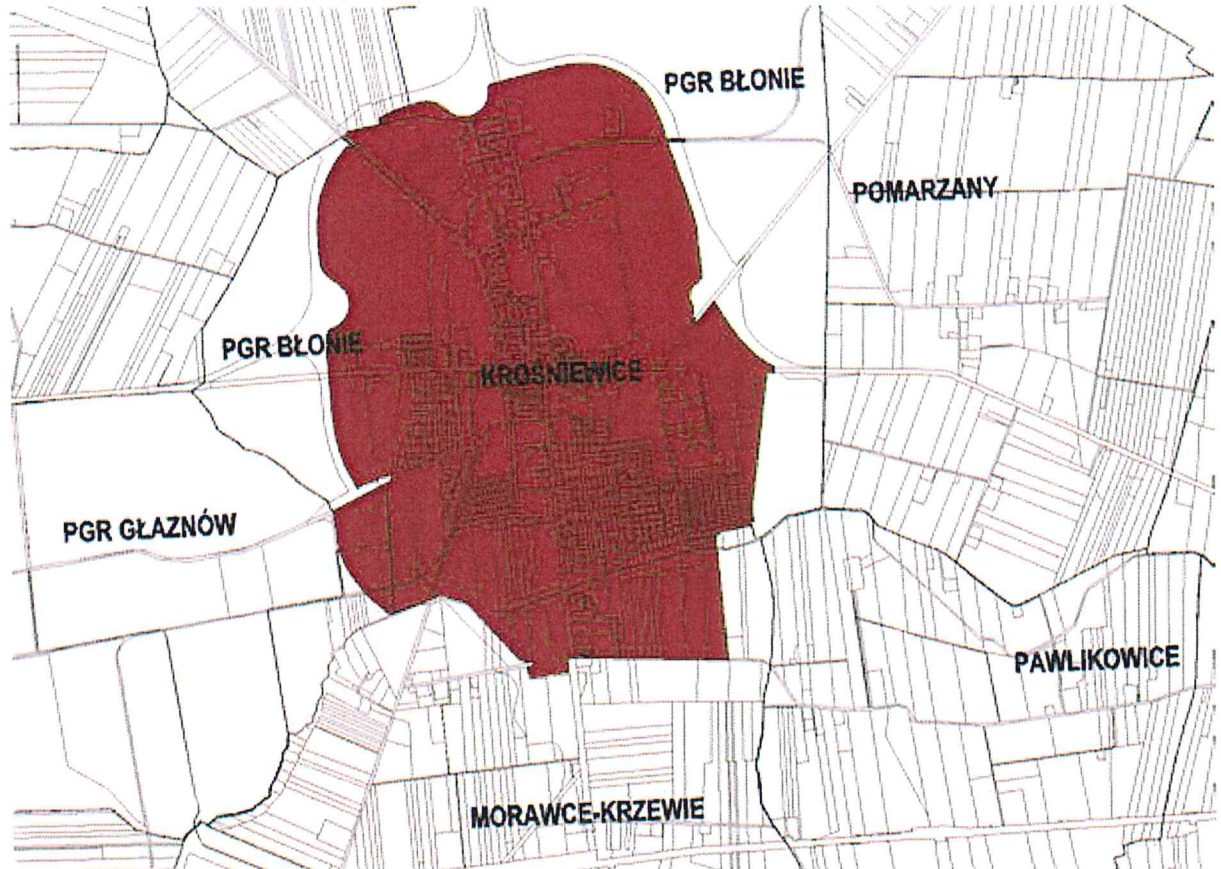 PGR BŁONIE
POMARZANY
PGR BŁONIE
KROŚNIEWICE
PGR GŁAZNÓW
PAWLIKOWICE
MORAWCE-KRZEWIE